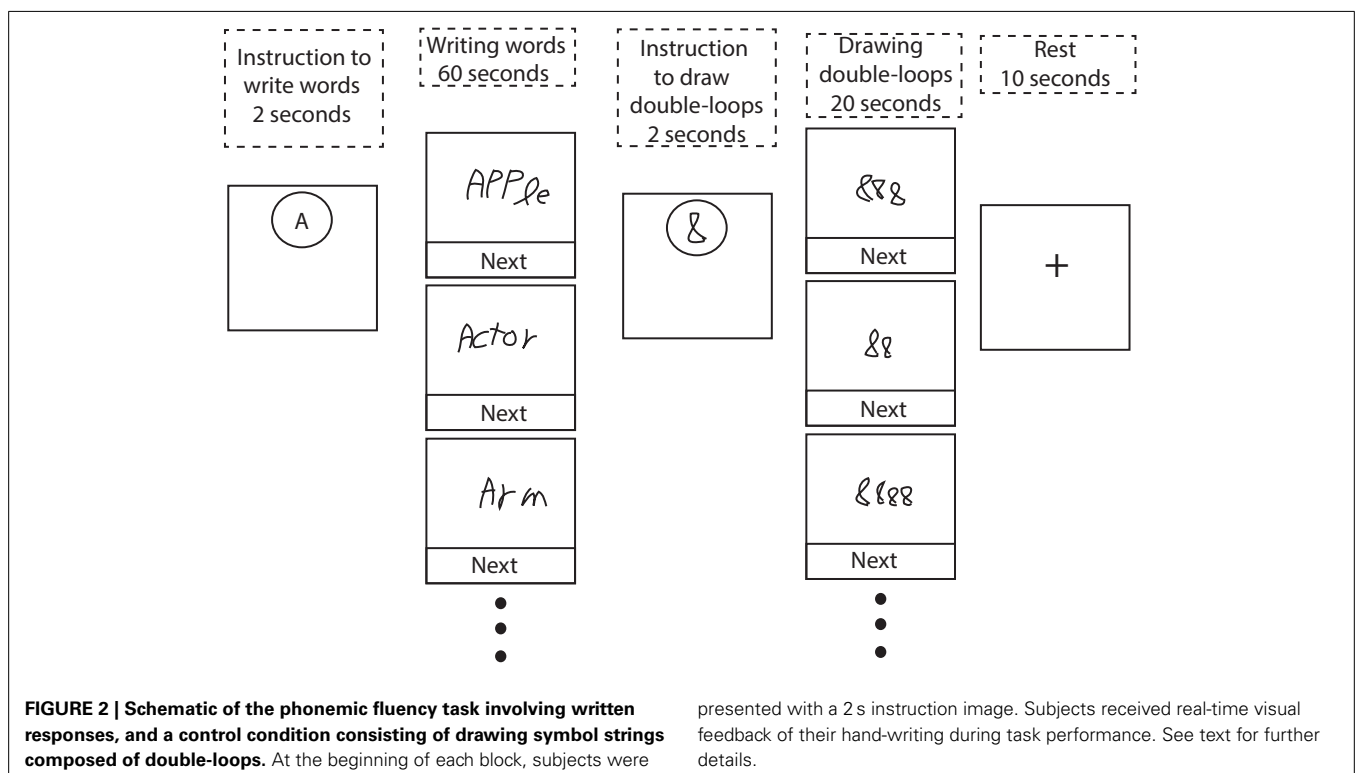 Instruction to
write words
2 seconds
A
Writing words
60 seconds
APPle
Next
Actor
Next
Arm
Next
Instruction
to draw
double-loops
2 seconds
&
Drawing
double-loops
20 seconds
888
Next
88
Next
8888
Next
Rest
10 seconds
+
FIGURE 2 | Schematic of the phonemic fluency task involving written
responses, and a control condition consisting of drawing symbol strings
composed of double-loops. At the beginning of each block, subjects were
presented with a 2 s instruction image. Subjects received real-time visual
feedback of their hand-writing during task performance. See text for further
details.